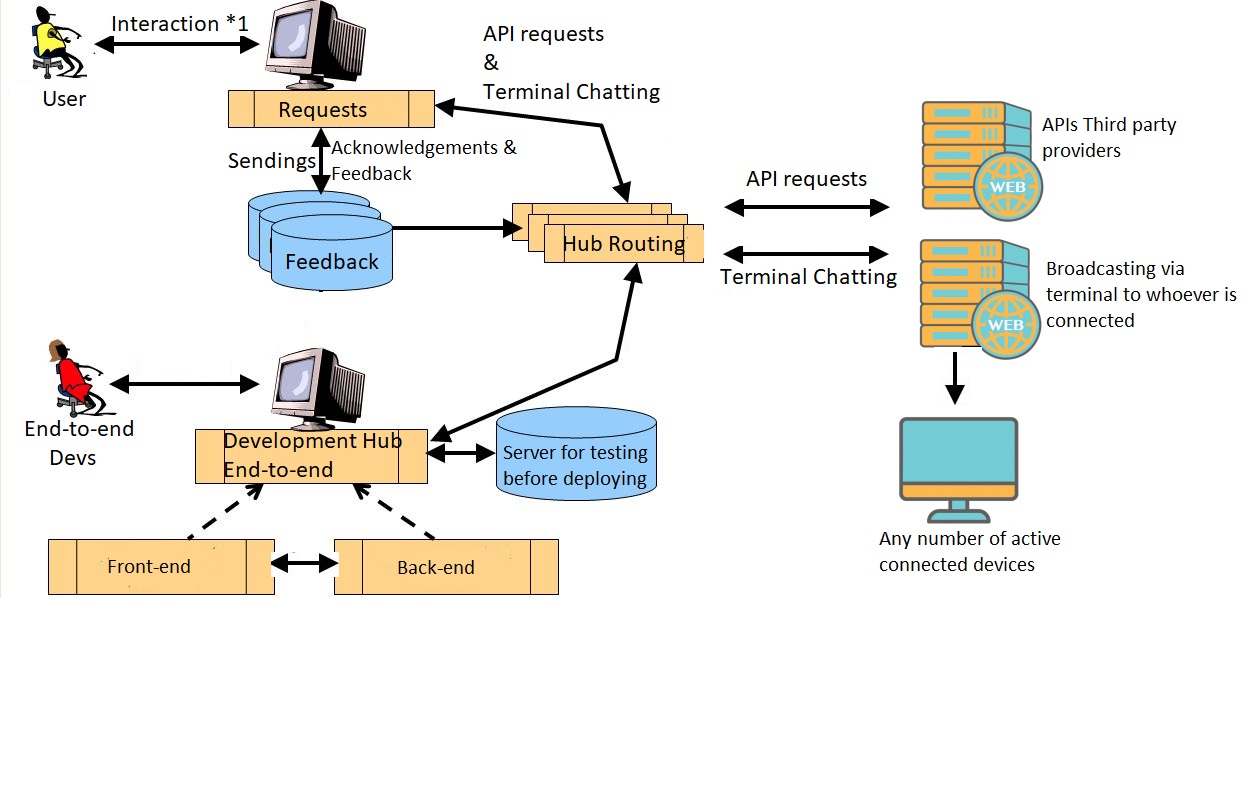 Interaction *1
User
Requests
API requests
&
Terminal Chatting
Sendings
Acknowledgements &
Feedback
Feedback
Hub Routing
API requests
Terminal Chatting
WEB
APIs Third party
providers
WEB
Broadcasting via
terminal to whoever is
connected
Any number of active
connected devices
End-to-end
Devs
Development Hub
End-to-end
Server for testing
before deploying
Front-end
Back-end